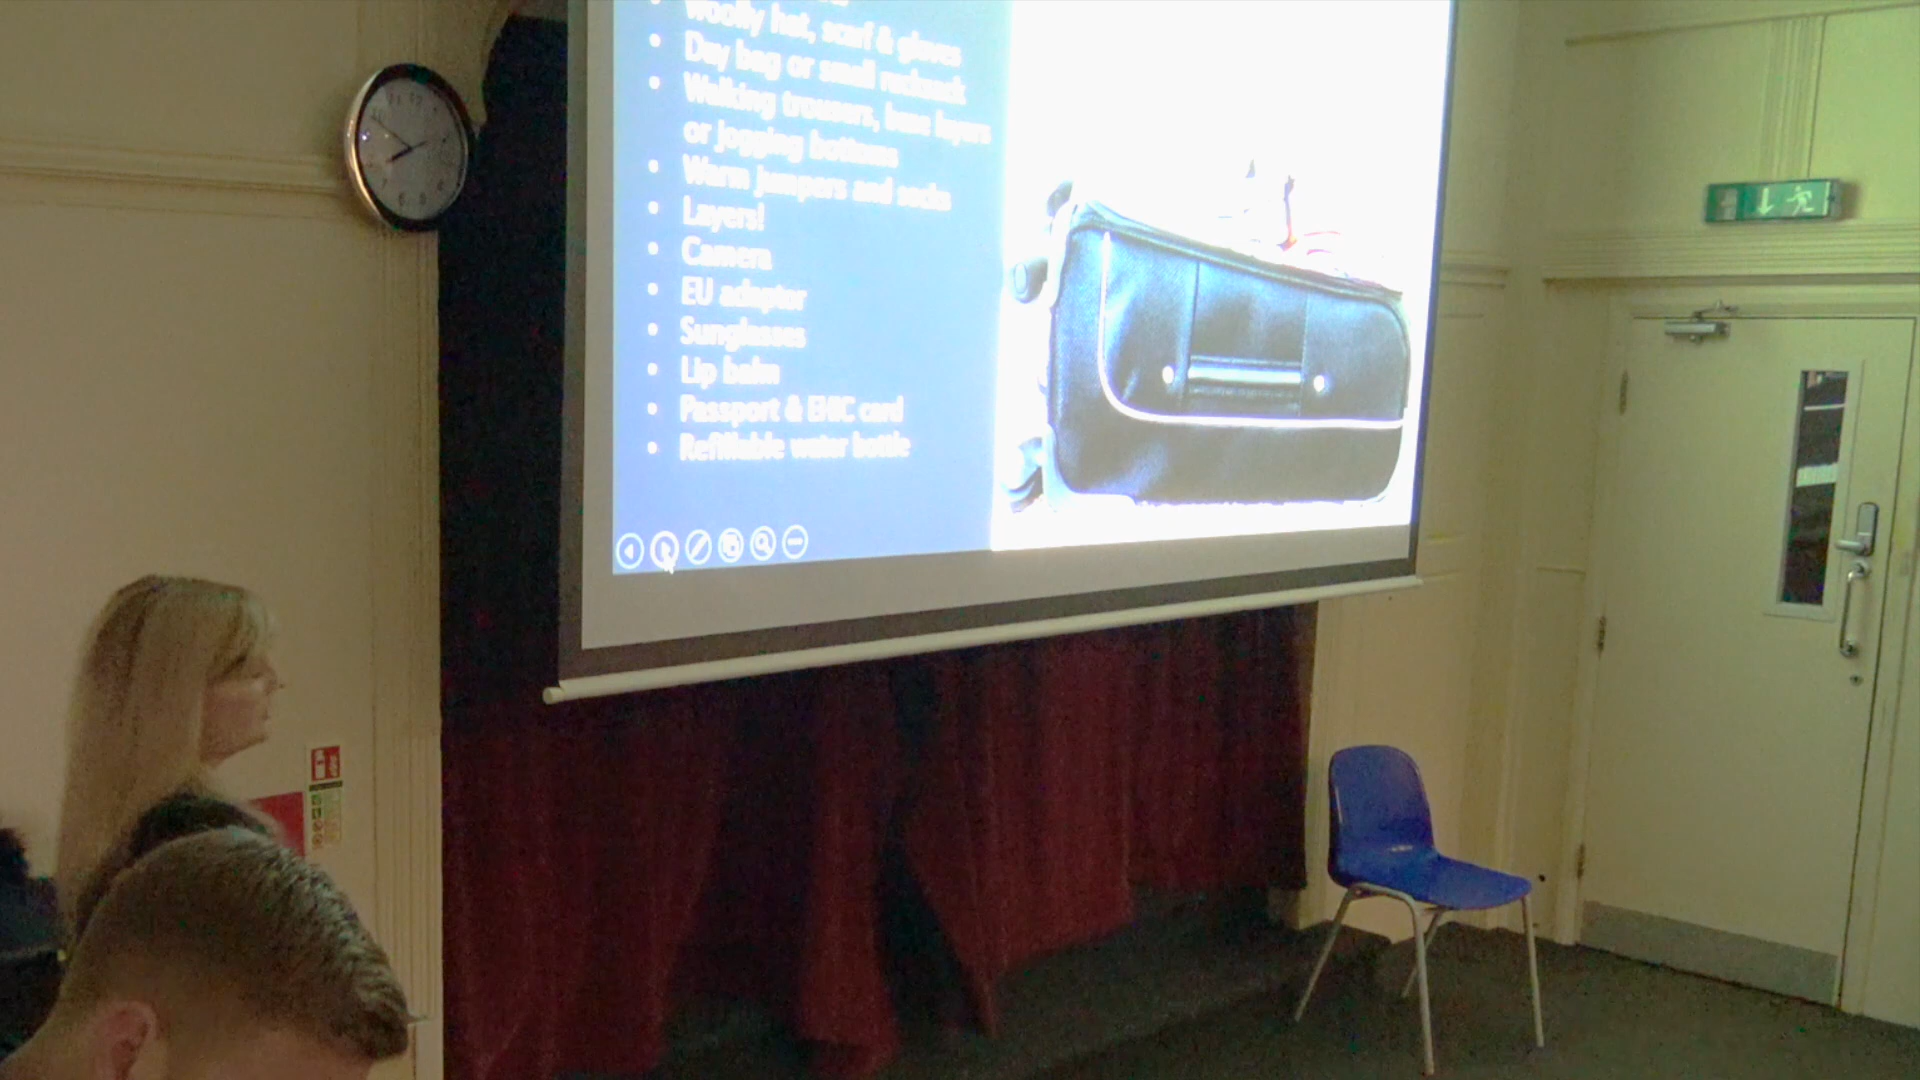 Woolly hat, scarf & gloves
Day bag or small rucksack
Walking trousers, base layers
or jogging bottoms
Warm jumpers and socks
Layers!
Camera
EU adaptor
Sunglasses
Lip balm
Passport & EHIC card
Refillable water bottle